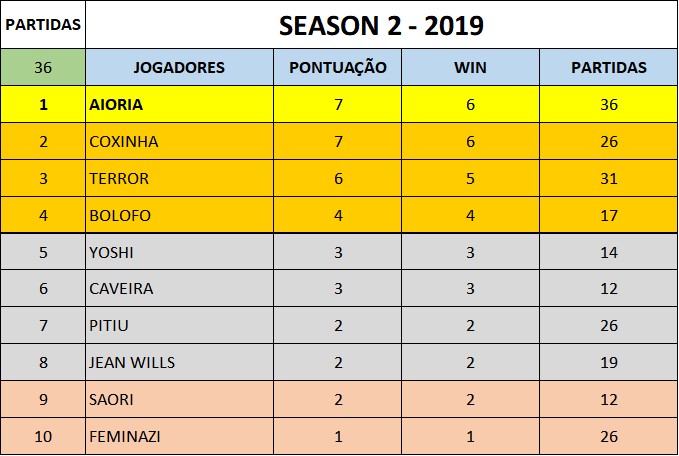 PARTIDAS SEASON 2 - 2019
36 JOGADORES PONTUAÇÃO WIN PARTIDAS
1 AIORIA 7 6 36
2 COXINHA 7 6 26
3 TERROR 6 5 31
4 BOLOFO 4 4 17
5 YOSHI 3 3 14
6 CAVEIRA 3 3 12
7 PITIU 2 2 26
8 JEAN WILLS 2 2 19
9 SAORI 2 2 12
10 FEMINAZI 1 1 26